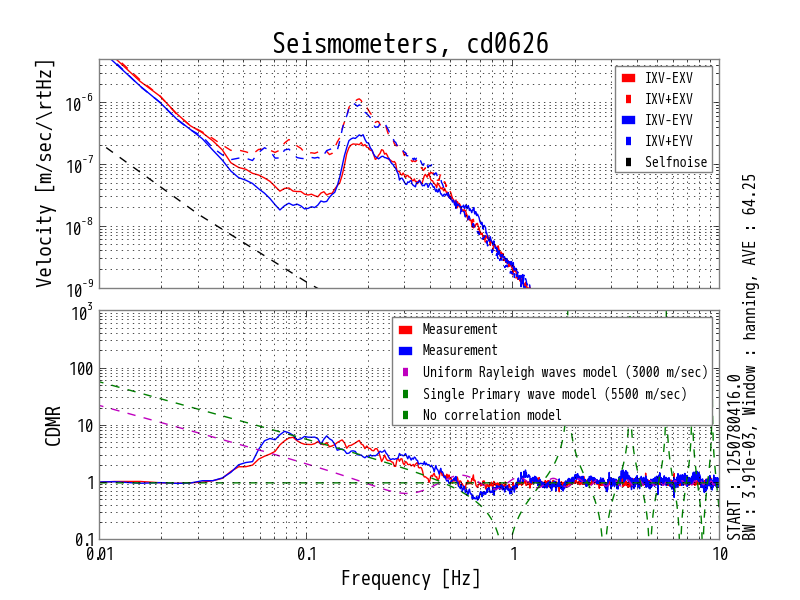 Seismometers, cd0626
Velocity [m/sec/\rtHz]
10^-6
10^-7
10^-8
10^-9
IXV-EXV
IXV+EXV
IXV-EYV
IXV+EYV
Selfnoise
CDMR
10^3
100
10
1
0.1
Measurement
Measurement
Uniform Rayleigh waves model (3000 m/sec)
Single Primary wave model (5500 m/sec)
No correlation model
0.01
0.1
1
10
Frequency [Hz]
START : 1250780416.0
BW : 3.91e-03, Window : hanning, AVE : 64.25